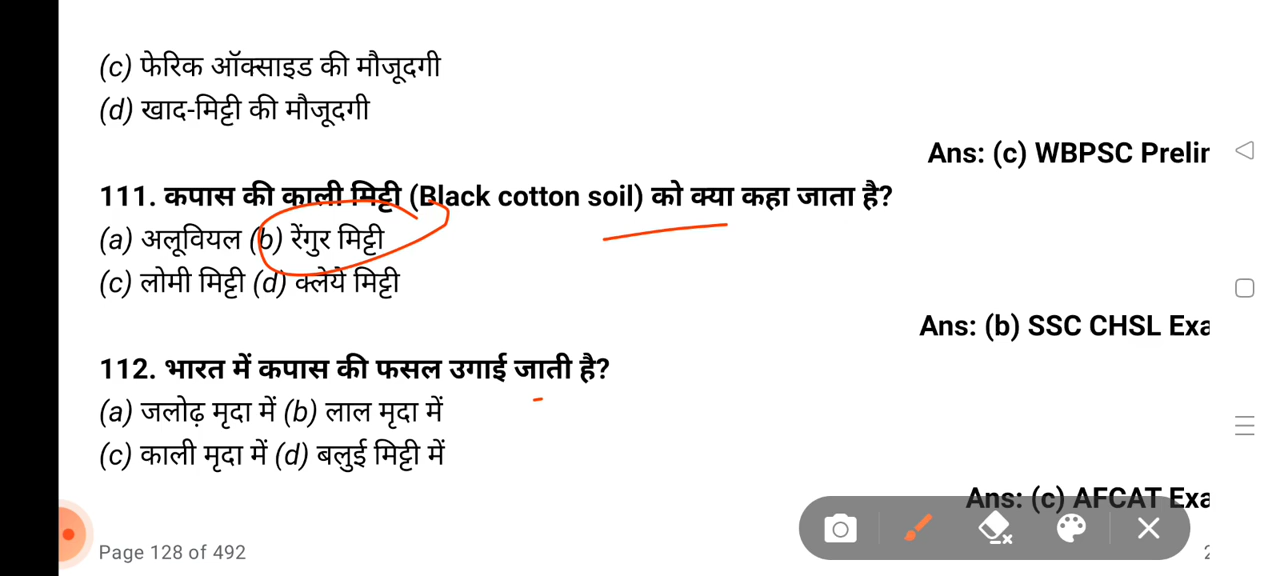 (c) फेरिक ऑक्साइड की मौजूदगी
(d) खाद-मिट्टी की मौजूदगी
Ans: (c) WBPSC Prelir
111. कपास की काली मिट्टी (Black cotton soil) को क्या कहा जाता है?
(a) अलूवियल (b) रेंगुर मिट्टी
(c) लोमी मिट्टी (d) क्लेये मिट्टी
Ans: (b) SSC CHSL Exa
112. भारत में कपास की फसल उगाई जाती है?
(a) जलोढ़ मृदा में (b) लाल मृदा में
(c) काली मृदा में (d) बलुई मिट्टी में
Ans: (c) AFCAT Exa
Page 128 of 492